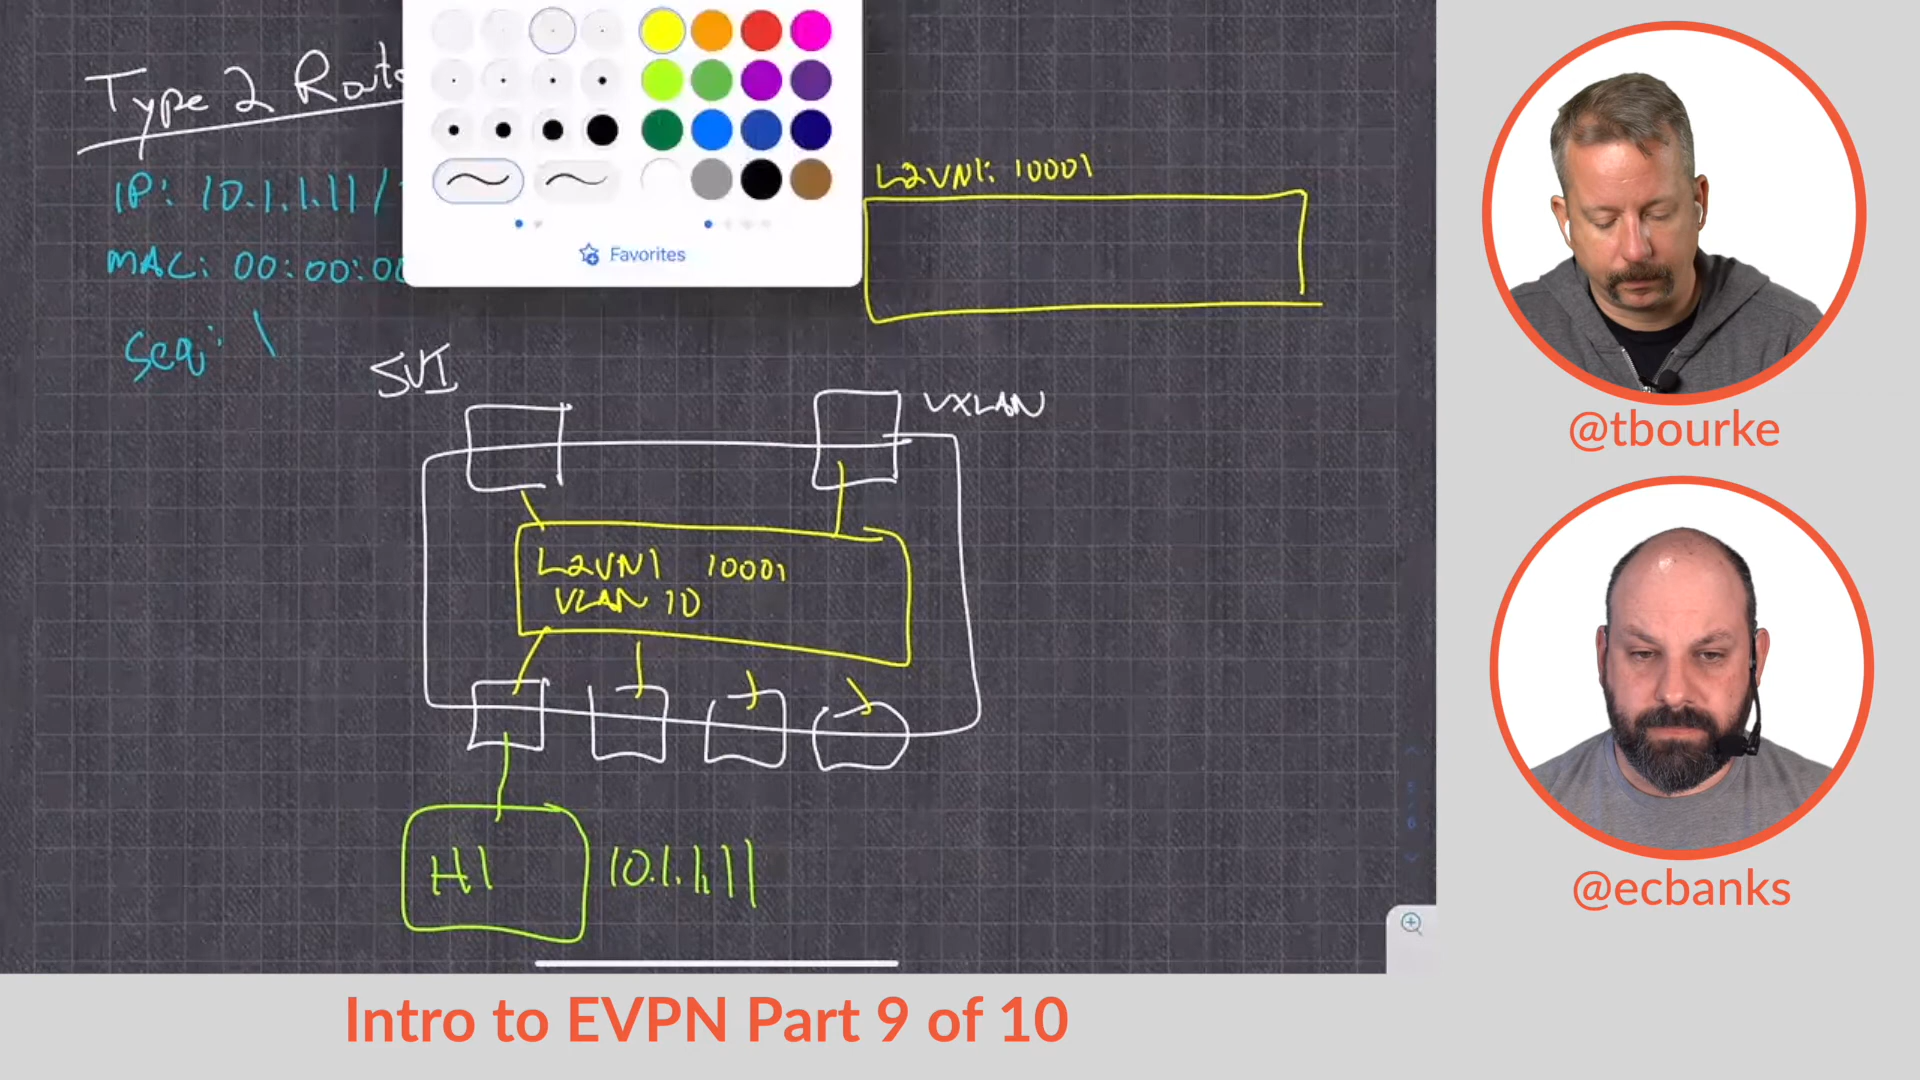 Type 2 Route
IP: 10.1.1.11/
MAC: 00:00:00
Seq: 1
Favorites
L2VNI: 10001
SVI
VXLAN
L2VNI 10001
VLAN 10
H1
10.1.1.11
@tbourke
@ecbanks
Intro to EVPN Part 9 of 10